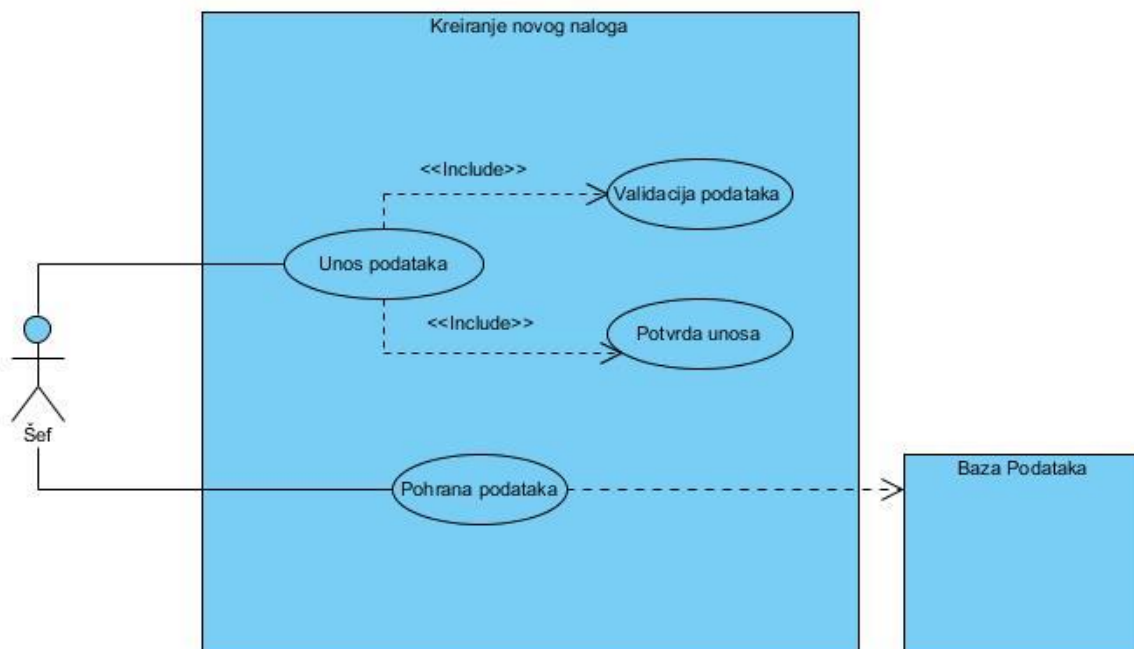 Kreiranje novog naloga
<<Include>>
Validacija podataka
Unos podataka
<<Include>>
Potvrda unosa
Šef
Pohrana podataka
Baza Podataka